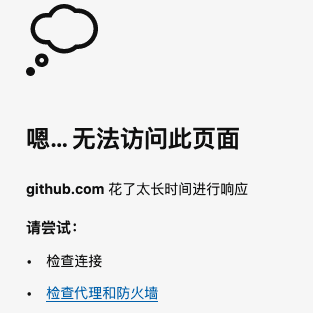 嗯... 无法访问此页面
github.com 花了太长时间进行响应
请尝试：
• 检查连接
• 检查代理和防火墙